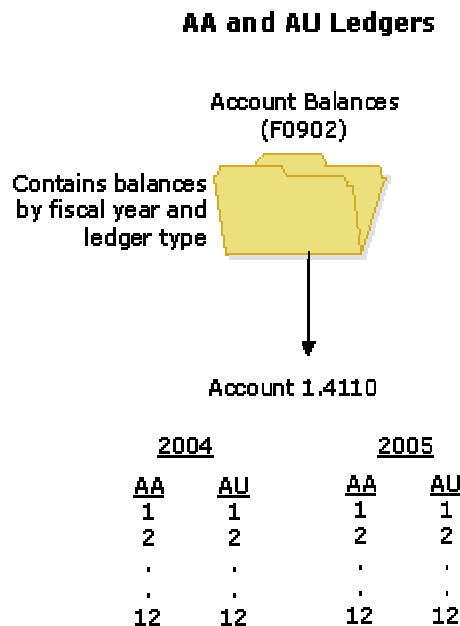 AA and AU Ledgers
Account Balances
(F0902)
Contains balances
by fiscal year and
ledger type
Account 1.4110
2004 2005
AA AU AA AU
1 1 1 1
2 2 2 2
. . . .
. . . .
12 12 12 12